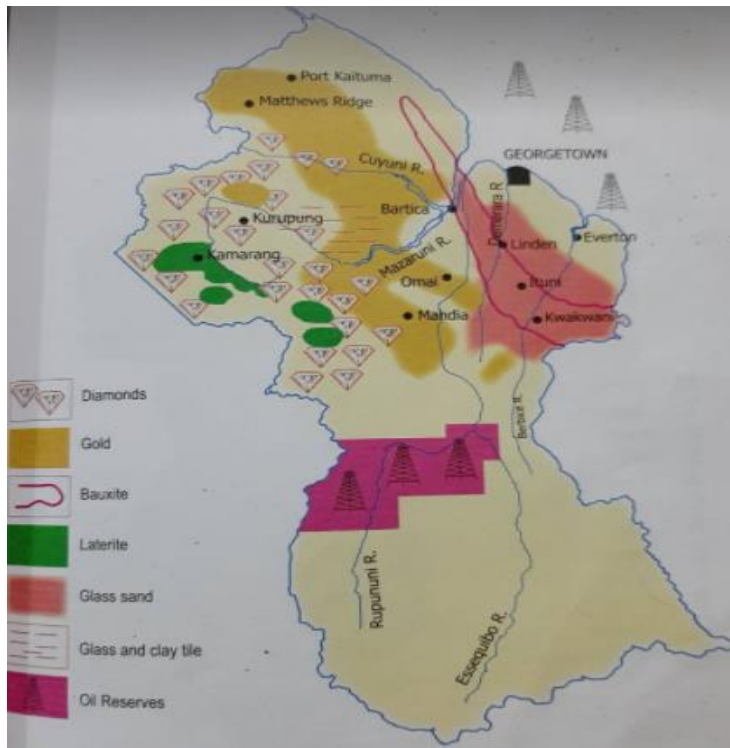 Port Kaituma
Matthews Ridge
Cuyuni R.
GEORGETOWN
Bartica
Demerara R.
Kurupung
Linden
Everton
Kamarang
Mazaruni R.
Omai
Ituni
Mahdia
Kwakwani
Berbice R.
Rupununi R.
Essequibo R.
Diamonds
Gold
Bauxite
Laterite
Glass sand
Glass and clay tile
Oil Reserves